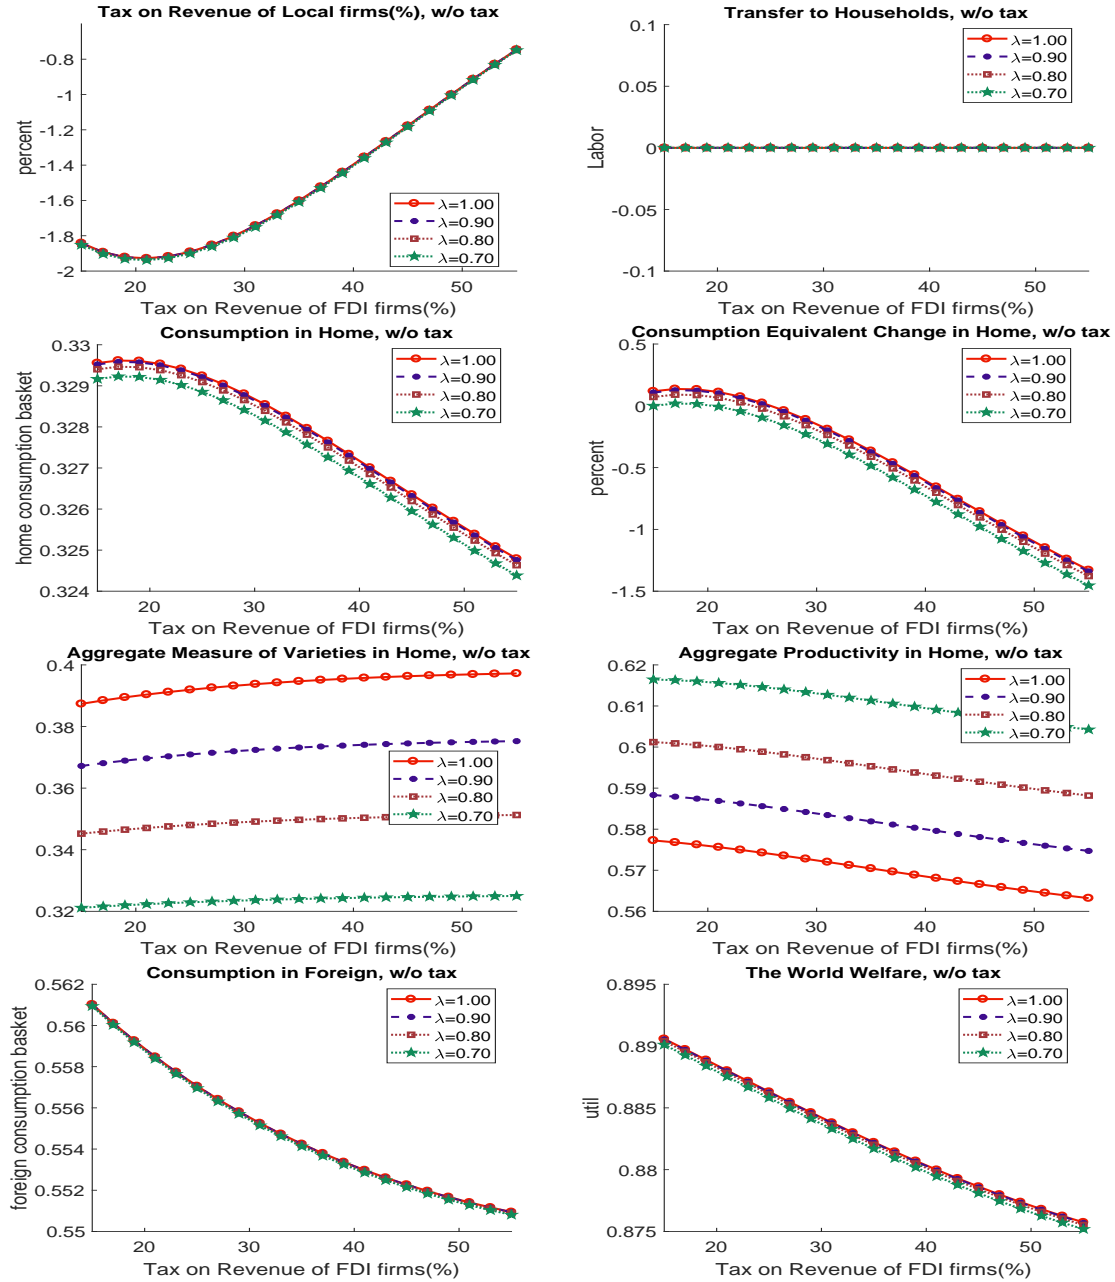 Tax on Revenue of Local firms(%), w/o tax
-0.8
-1
-1.2
-1.4
-1.6
-1.8
-2
percent
λ=1.00
λ=0.90
λ=0.80
λ=0.70
20 30 40 50
Tax on Revenue of FDI firms(%)
Transfer to Households, w/o tax
0.1
0.05
0
-0.05
-0.1
Labor
λ=1.00
λ=0.90
λ=0.80
λ=0.70
20 30 40 50
Tax on Revenue of FDI firms(%)
Consumption in Home, w/o tax
0.33
0.329
0.328
0.327
0.326
0.325
0.324
home consumption basket
λ=1.00
λ=0.90
λ=0.80
λ=0.70
20 30 40 50
Tax on Revenue of FDI firms(%)
Consumption Equivalent Change in Home, w/o tax
0.5
0
-0.5
-1
-1.5
percent
λ=1.00
λ=0.90
λ=0.80
λ=0.70
20 30 40 50
Tax on Revenue of FDI firms(%)
Aggregate Measure of Varieties in Home, w/o tax
0.4
0.38
0.36
0.34
0.32
λ=1.00
λ=0.90
λ=0.80
λ=0.70
20 30 40 50
Tax on Revenue of FDI firms(%)
Aggregate Productivity in Home, w/o tax
0.62
0.61
0.6
0.59
0.58
0.57
0.56
λ=1.00
λ=0.90
λ=0.80
λ=0.70
20 30 40 50
Tax on Revenue of FDI firms(%)
Consumption in Foreign, w/o tax
0.562
0.56
0.558
0.556
0.554
0.552
0.55
foreign consumption basket
λ=1.00
λ=0.90
λ=0.80
λ=0.70
20 30 40 50
Tax on Revenue of FDI firms(%)
The World Welfare, w/o tax
0.895
0.89
0.885
0.88
0.875
util
λ=1.00
λ=0.90
λ=0.80
λ=0.70
20 30 40 50
Tax on Revenue of FDI firms(%)